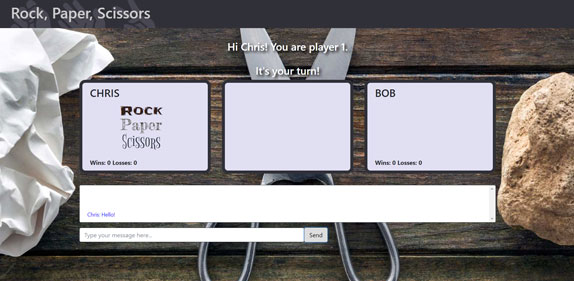 Rock, Paper, Scissors
Hi Chris! You are player 1.
It's your turn!
CHRIS
Rock
Paper
Scissors
Wins: 0 Losses: 0
BOB
Wins: 0 Losses: 0
Chris: Hello!
Type your message here...
Send